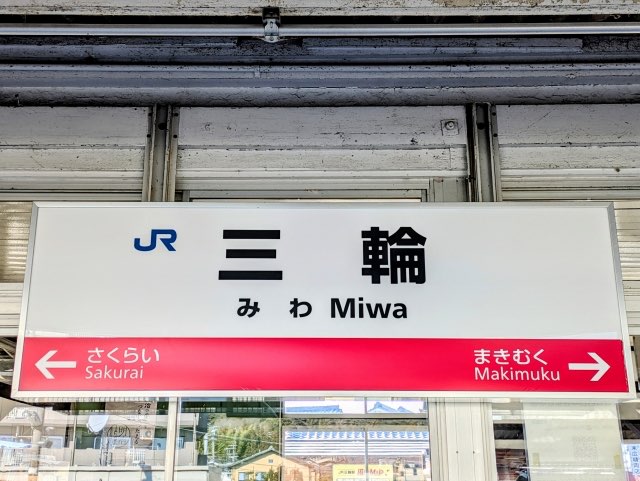 JR 三輪
みわ Miwa
さくらい
Sakurai
まきむく
Makimuku